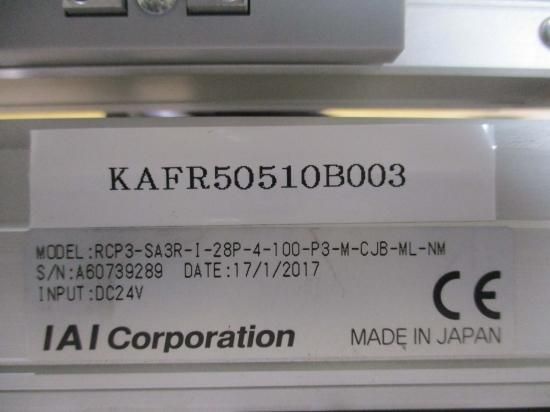 KAFR50510B003
MODEL:RCP3-SA3R-I-28P-4-100-P3-M-CJB-ML-NM
S/N:A60739289 DATE:17/1/2017
INPUT:DC24V
CE
IAI Corporation MADE IN JAPAN